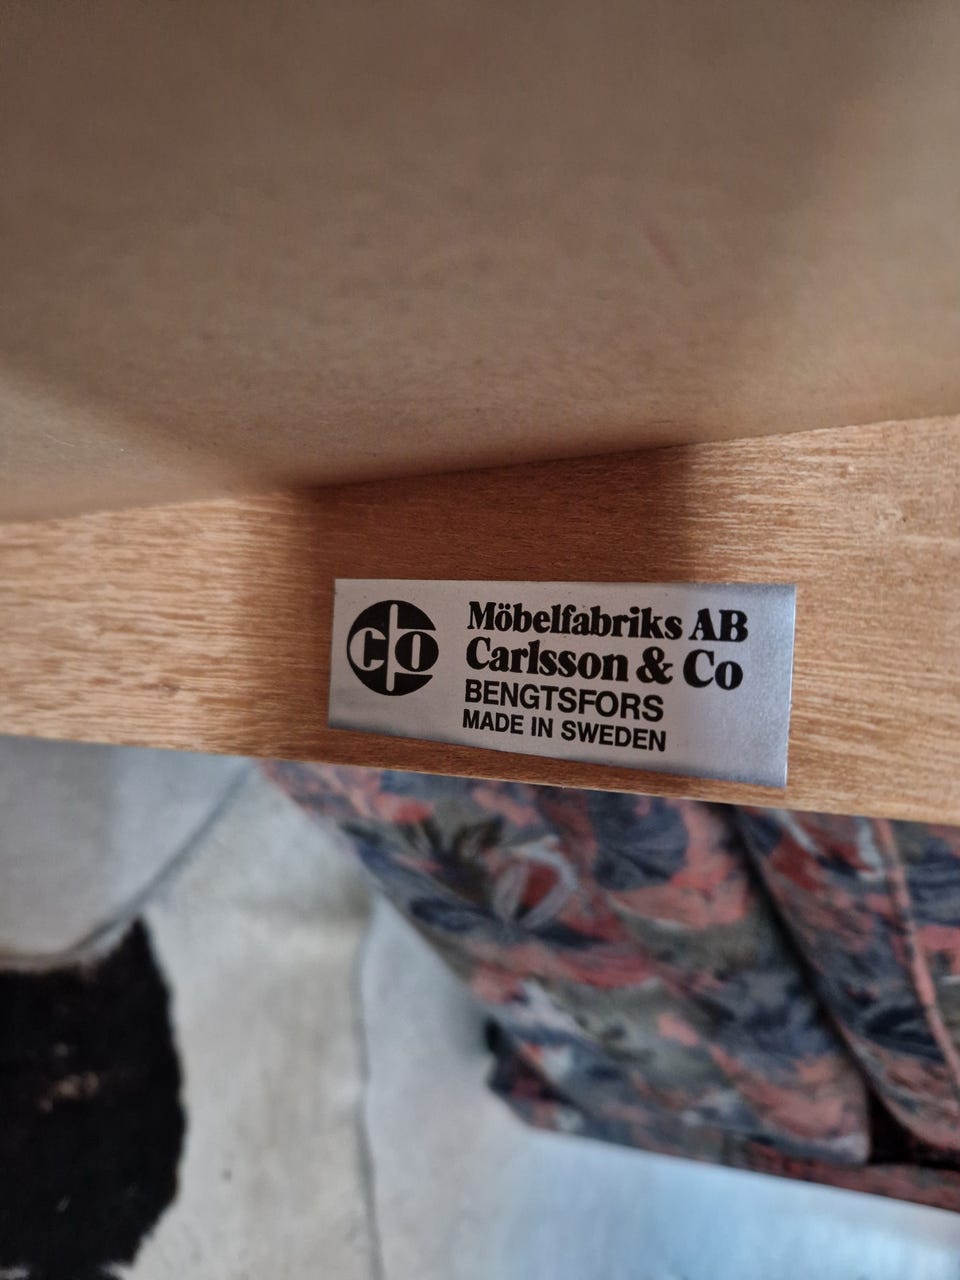 Möbelfabriks AB
Carlsson & Co
BENGTSFORS
MADE IN SWEDEN
c o